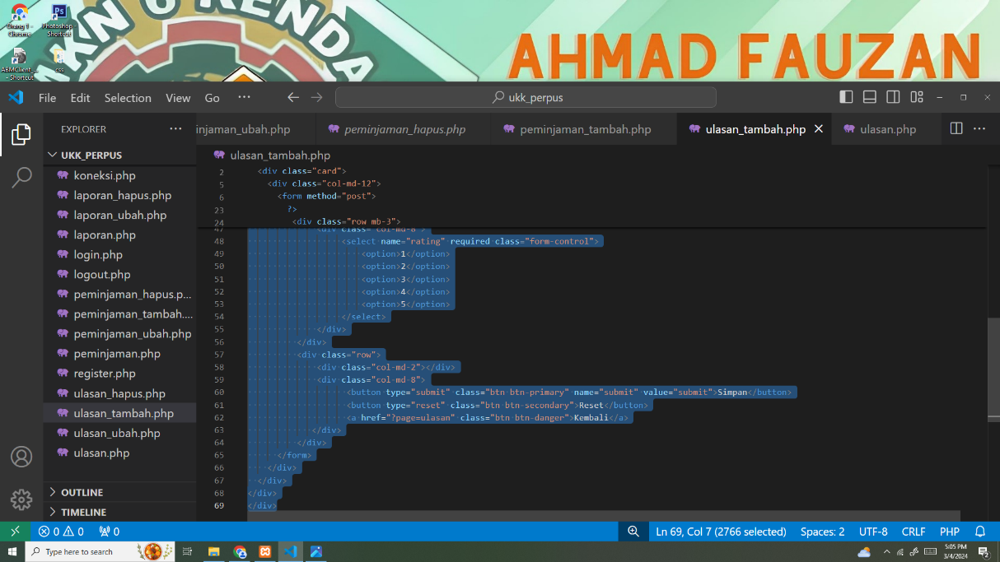 Orang 1 -
Chrome
Photoshop -
Shortcut
ABMClient_...
- Shortcut
css
KN 6 RENDA
AHMAD FAUZAN
File Edit Selection View Go ···
ukk_perpus
EXPLORER
injaman_ubah.php
peminjaman_hapus.php
peminjaman_tambah.php
ulasan_tambah.php
ulasan.php
UKK_PERPUS
koneksi.php
laporan_hapus.php
laporan_ubah.php
laporan.php
login.php
logout.php
peminjaman_hapus.p...
peminjaman_tambah....
peminjaman_ubah.php
peminjaman.php
register.php
ulasan_hapus.php
ulasan_tambah.php
ulasan_ubah.php
ulasan.php
OUTLINE
TIMELINE
ulasan_tambah.php
2 <div class="card">
5 <div class="col-md-12">
6 <form method="post">
23 ?>
24 <div class="row mb-3">
47 <div class="col-md-8">
48 <select name="rating" required class="form-control">
49 <option>1</option>
50 <option>2</option>
51 <option>3</option>
52 <option>4</option>
53 <option>5</option>
54 </select>
55 </div>
56 </div>
57 <div class="row">
58 <div class="col-md-2"></div>
59 <div class="col-md-8">
60 <button type="submit" class="btn btn-primary" name="submit" value="submit">Simpan</button>
61 <button type="reset" class="btn btn-secondary">Reset</button>
62 <a href="?page=ulasan" class="btn btn-danger">Kembali</a>
63 </div>
64 </div>
65 </form>
66 </div>
67 </div>
68 </div>
69 </div>
0 0 0 Ln 69, Col 7 (2766 selected) Spaces: 2 UTF-8 CRLF PHP
Type here to search
5:05 PM
3/4/2024
2